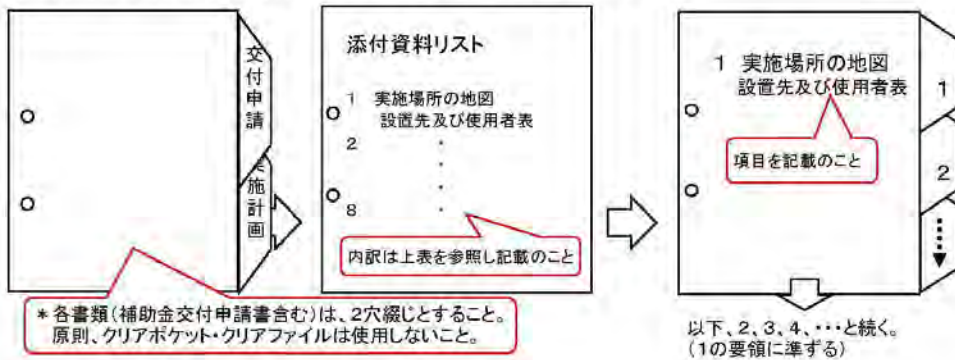 交付申請
実施計画
*各書類(補助金交付申請書含む)は、2穴綴じとすること。
原則、クリアポケット・クリアファイルは使用しないこと。
添付資料リスト
1 実施場所の地図
設置先及び使用者表
2 ・
・
・
・
8 ・
内訳は上表を参照し記載のこと
1 実施場所の地図
設置先及び使用者表
項目を記載のこと
1
2
以下、2、3、4、・・・と続く。
(1の要領に準ずる)